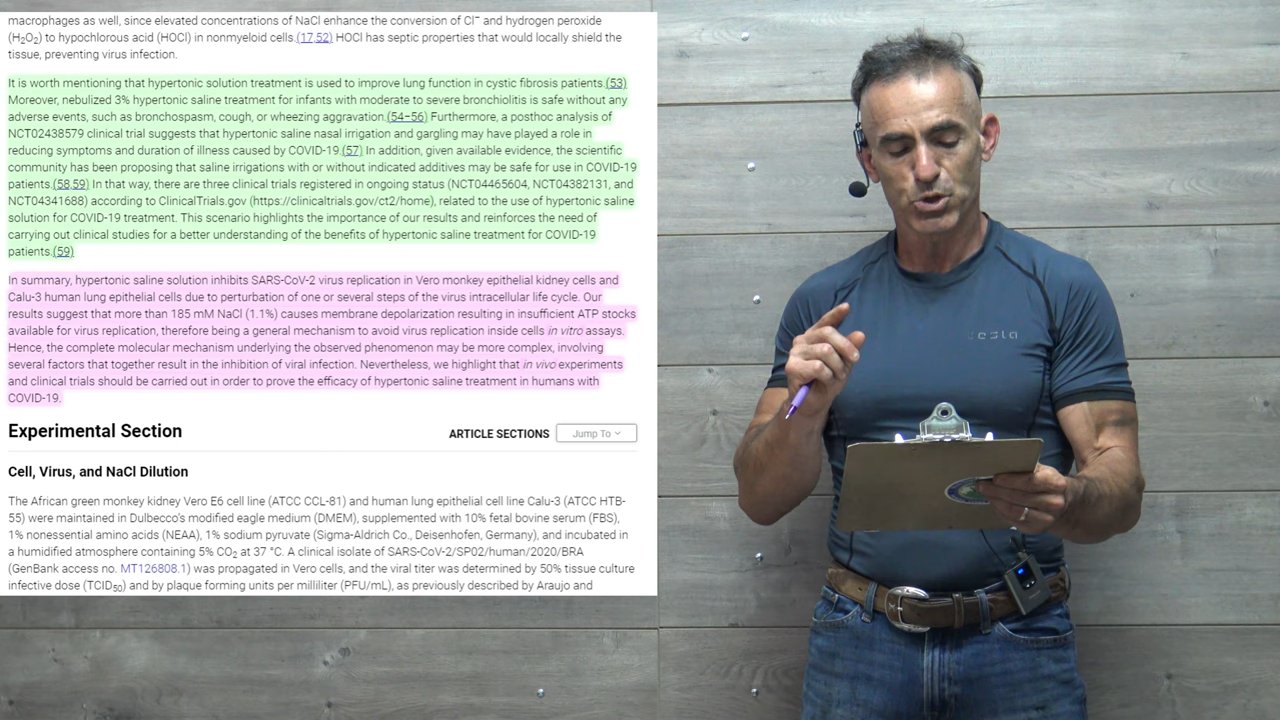 macrophages as well, since elevated concentrations of NaCl enhance the conversion of Cl⁻ and hydrogen peroxide
(H₂O₂) to hypochlorous acid (HOCl) in nonmyeloid cells.(17,52) HOCl has septic properties that would locally shield the
tissue, preventing virus infection.
It is worth mentioning that hypertonic solution treatment is used to improve lung function in cystic fibrosis patients.(53)
Moreover, nebulized 3% hypertonic saline treatment for infants with moderate to severe bronchiolitis is safe without any
adverse events, such as bronchospasm, cough, or wheezing aggravation.(54−56) Furthermore, a posthoc analysis of
NCT02438579 clinical trial suggests that hypertonic saline nasal irrigation and gargling may have played a role in
reducing symptoms and duration of illness caused by COVID-19.(57) In addition, given available evidence, the scientific
community has been proposing that saline irrigations with or without indicated additives may be safe for use in COVID-19
patients.(58,59) In that way, there are three clinical trials registered in ongoing status (NCT04465604, NCT04382131, and
NCT04341688) according to ClinicalTrials.gov (https://clinicaltrials.gov/ct2/home), related to the use of hypertonic saline
solution for COVID-19 treatment. This scenario highlights the importance of our results and reinforces the need of
carrying out clinical studies for a better understanding of the benefits of hypertonic saline treatment for COVID-19
patients.(59)
In summary, hypertonic saline solution inhibits SARS-CoV-2 virus replication in Vero monkey epithelial kidney cells and
Calu-3 human lung epithelial cells due to perturbation of one or several steps of the virus intracellular life cycle. Our
results suggest that more than 185 mM NaCl (1.1%) causes membrane depolarization resulting in insufficient ATP stocks
available for virus replication, therefore being a general mechanism to avoid virus replication inside cells in vitro assays.
Hence, the complete molecular mechanism underlying the observed phenomenon may be more complex, involving
several factors that together result in the inhibition of viral infection. Nevertheless, we highlight that in vivo experiments
and clinical trials should be carried out in order to prove the efficacy of hypertonic saline treatment in humans with
COVID-19.
Experimental Section
ARTICLE SECTIONS
Jump To
Cell, Virus, and NaCl Dilution
The African green monkey kidney Vero E6 cell line (ATCC CCL-81) and human lung epithelial cell line Calu-3 (ATCC HTB-
55) were maintained in Dulbecco's modified eagle medium (DMEM), supplemented with 10% fetal bovine serum (FBS),
1% nonessential amino acids (NEAA), 1% sodium pyruvate (Sigma-Aldrich Co., Deisenhofen, Germany), and incubated in
a humidified atmosphere containing 5% CO₂ at 37 °C. A clinical isolate of SARS-CoV-2/SP02/human/2020/BRA
(GenBank access no. MT126808.1) was propagated in Vero cells, and the viral titer was determined by 50% tissue culture
infective dose (TCID₅₀) and by plaque forming units per milliliter (PFU/mL), as previously described by Araujo and
tesla